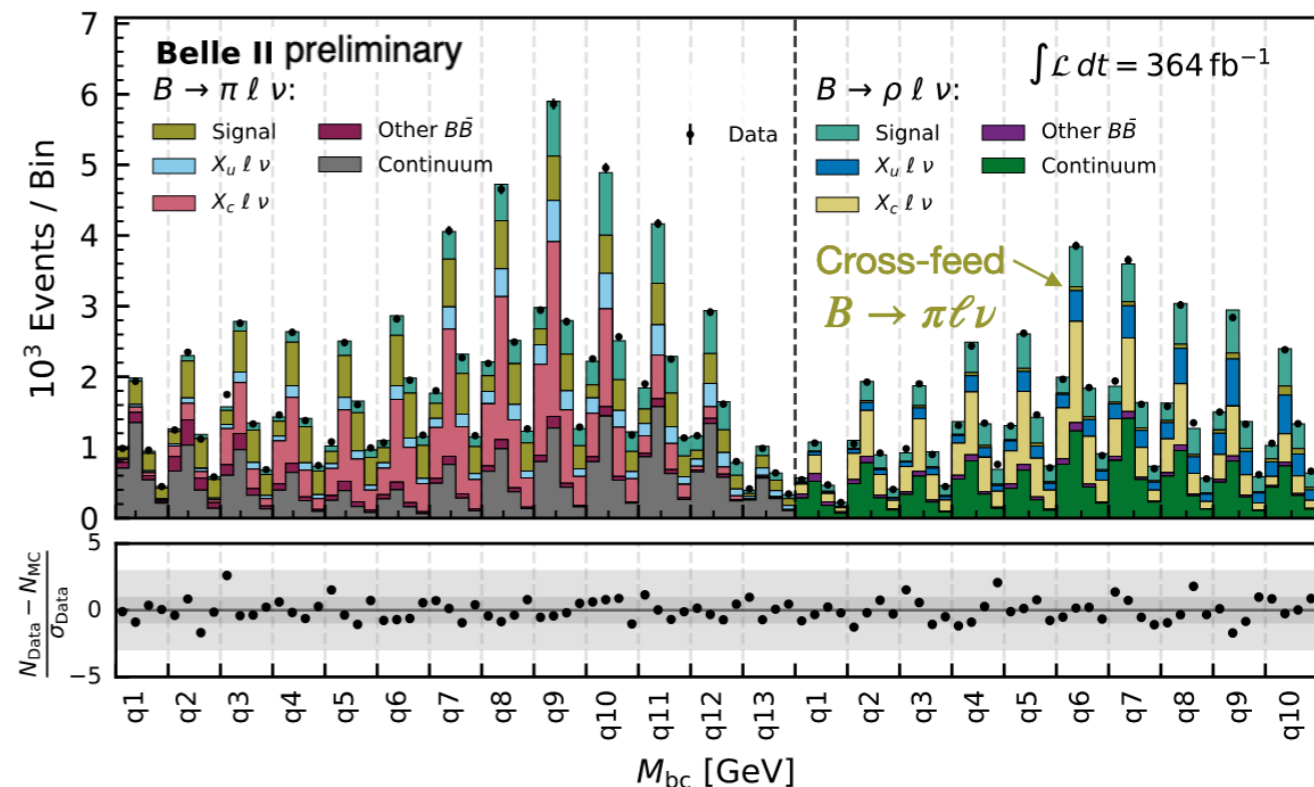 Belle II preliminary
∫ℒ dt = 364 fb⁻¹
B → π ℓ ν:
Signal
X_u ℓ ν
X_c ℓ ν
Other BB̄
Continuum
Data
B → ρ ℓ ν:
Signal
X_u ℓ ν
X_c ℓ ν
Other BB̄
Continuum
Cross-feed
B → πℓν
10³ Events / Bin
7
6
5
4
3
2
1
0
N_Data − N_MC
σ_Data
5
0
−5
q1 q2 q3 q4 q5 q6 q7 q8 q9 q10 q11 q12 q13 q1 q2 q3 q4 q5 q6 q7 q8 q9 q10
M_bc [GeV]